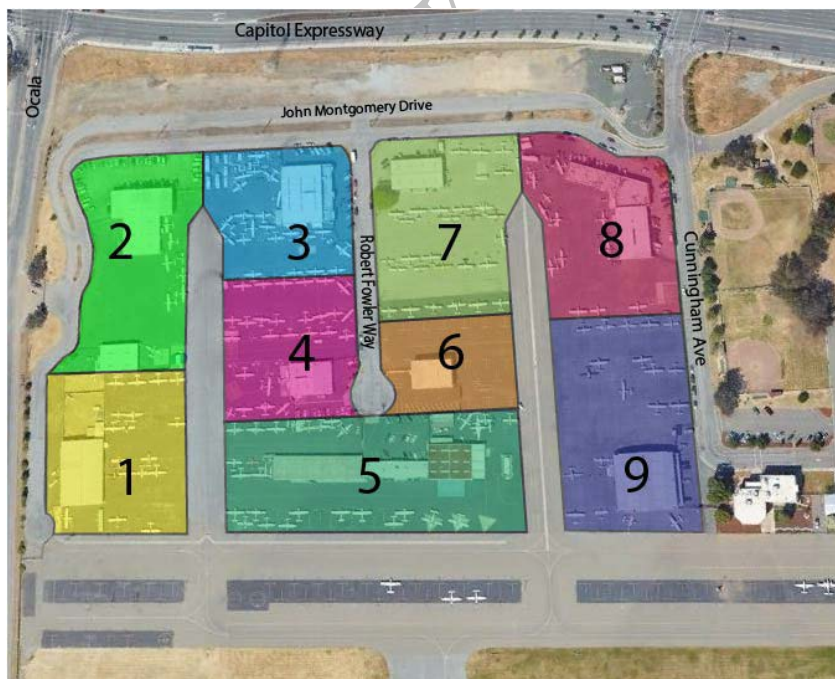 Capitol Expressway
Ocala
John Montgomery Drive
2
3
7
8
Robert Fowler Way
Cunningham Ave
4
6
1
5
9